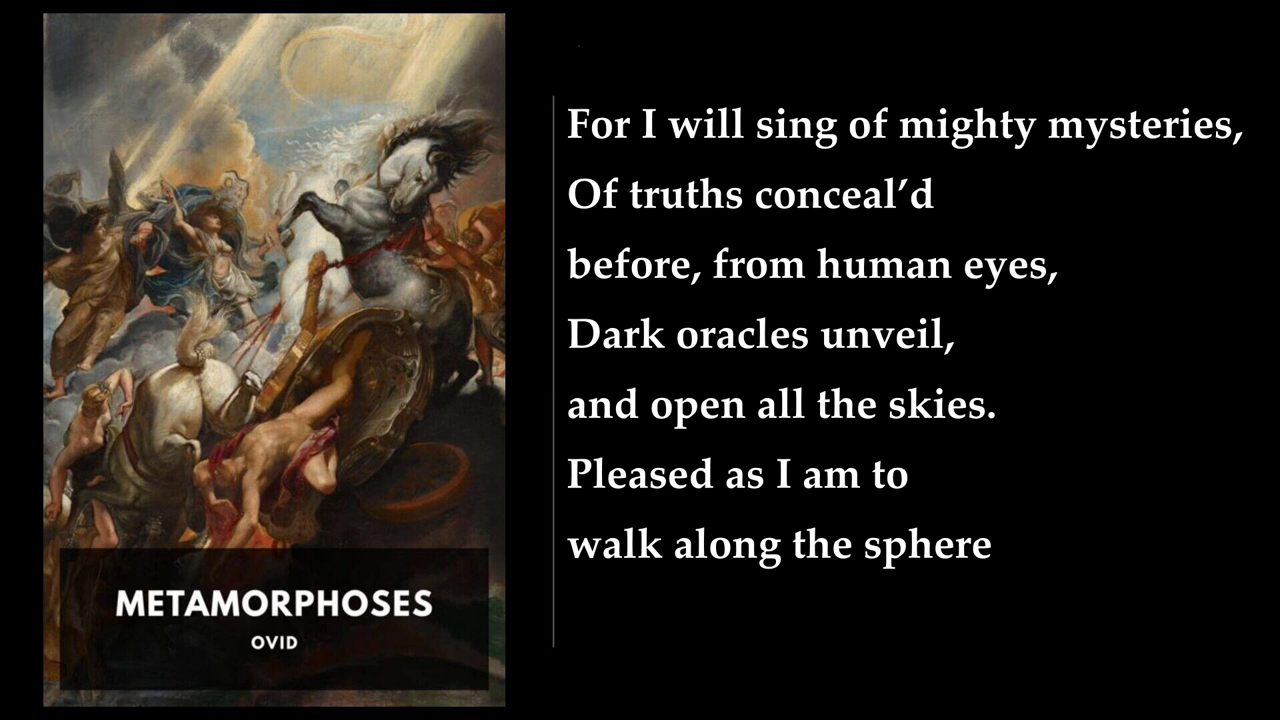 METAMORPHOSES
OVID
For I will sing of mighty mysteries,
Of truths conceal’d
before, from human eyes,
Dark oracles unveil,
and open all the skies.
Pleased as I am to
walk along the sphere